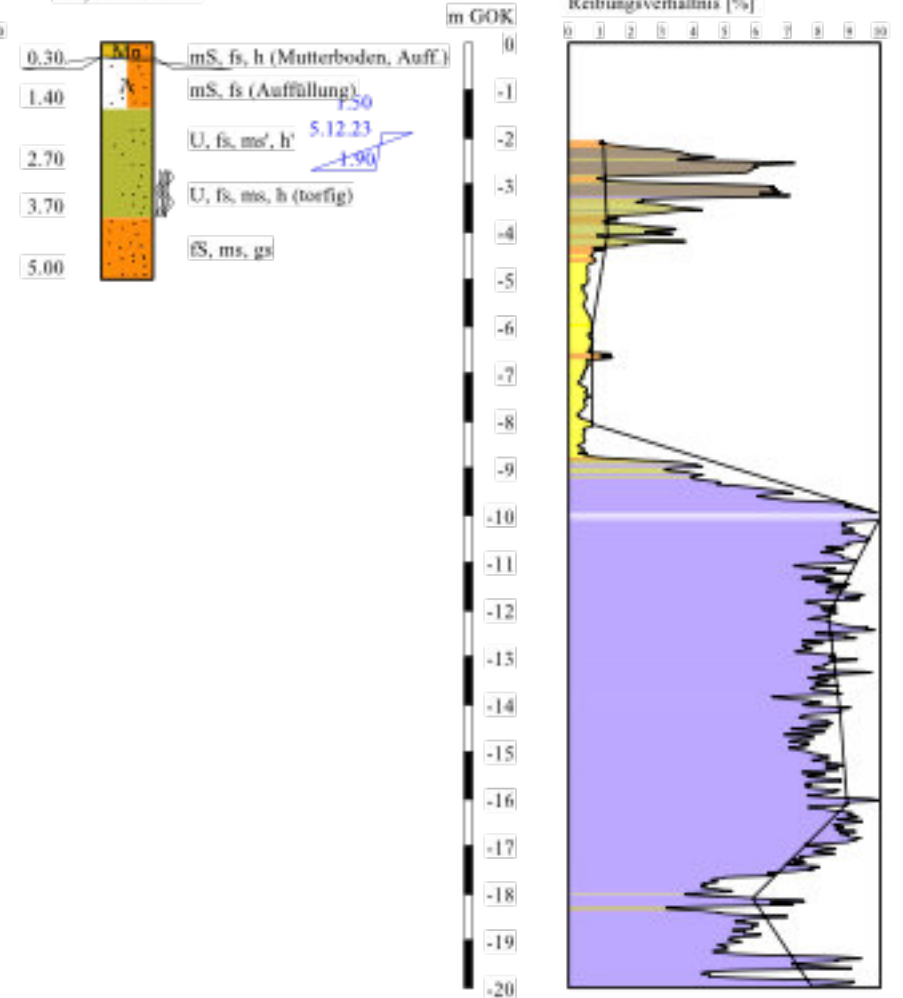 Reibungsverhältnis [%]
m GOK
0 1 2 3 4 5 6 7 8 9 10
0
0.30
Mu
mS, fs, h (Mutterboden, Auff.)
A
mS, fs (Auffüllung)
-1
1.40
1.50
5.12.23
-2
U, fs, ms', h'
1.90
2.70
-3
U, fs, ms, h (torfig)
3.70
-4
fS, ms, gs
5.00
-5
-6
-7
-8
-9
-10
-11
-12
-13
-14
-15
-16
-17
-18
-19
-20